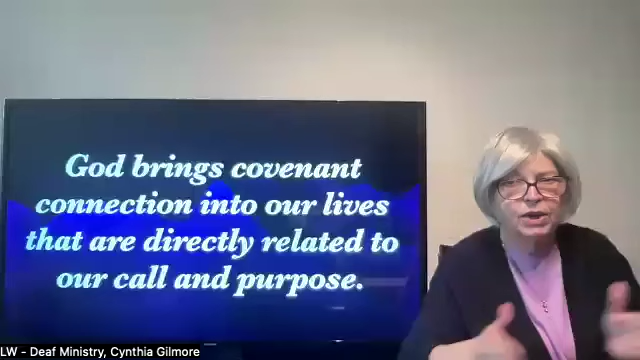 God brings covenant
connection into our lives
that are directly related to
our call and purpose.
LW - Deaf Ministry, Cynthia Gilmore